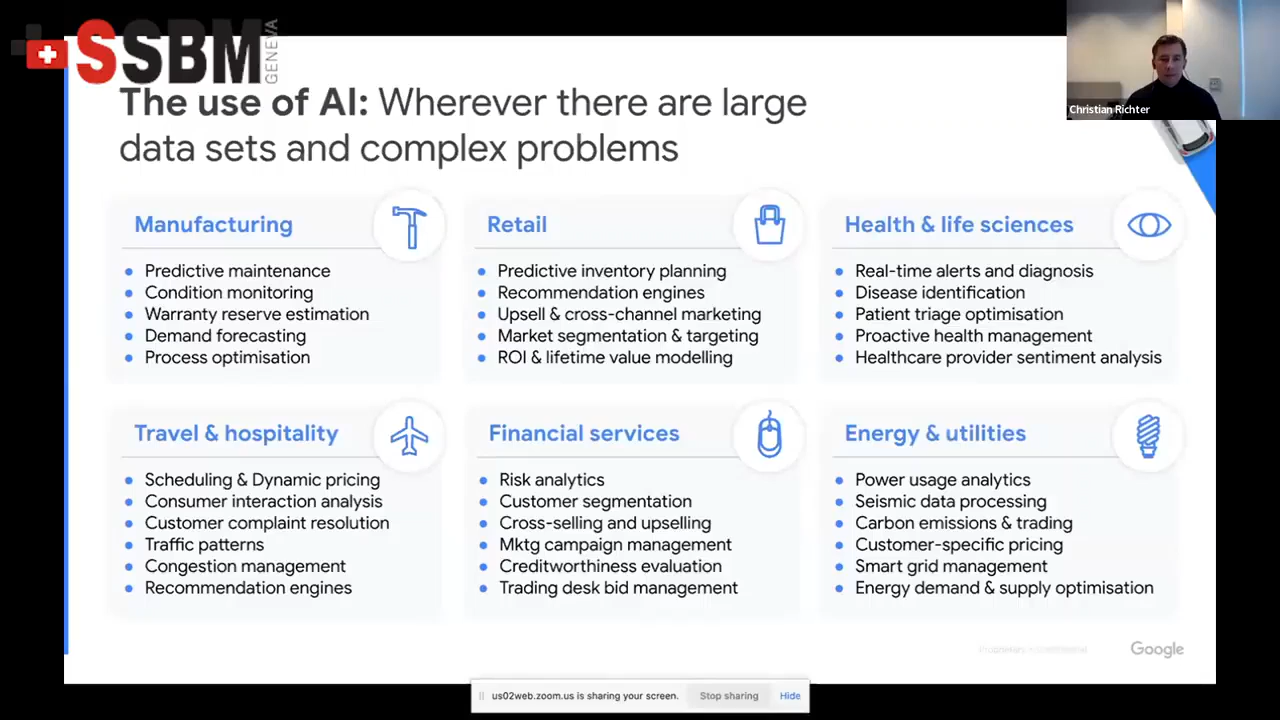 SSBM
GENEVA
Christian Richter
The use of AI: Wherever there are large
data sets and complex problems
Manufacturing
Predictive maintenance
Condition monitoring
Warranty reserve estimation
Demand forecasting
Process optimisation
Retail
Predictive inventory planning
Recommendation engines
Upsell & cross-channel marketing
Market segmentation & targeting
ROI & lifetime value modelling
Health & life sciences
Real-time alerts and diagnosis
Disease identification
Patient triage optimisation
Proactive health management
Healthcare provider sentiment analysis
Travel & hospitality
Scheduling & Dynamic pricing
Consumer interaction analysis
Customer complaint resolution
Traffic patterns
Congestion management
Recommendation engines
Financial services
Risk analytics
Customer segmentation
Cross-selling and upselling
Mktg campaign management
Creditworthiness evaluation
Trading desk bid management
Energy & utilities
Power usage analytics
Seismic data processing
Carbon emissions & trading
Customer-specific pricing
Smart grid management
Energy demand & supply optimisation
Google
us02web.zoom.us is sharing your screen.
Stop sharing
Hide